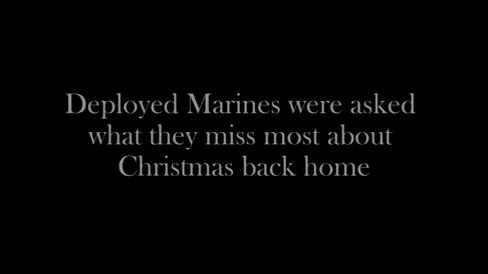 Deployed Marines were asked
what they miss most about
Christmas back home